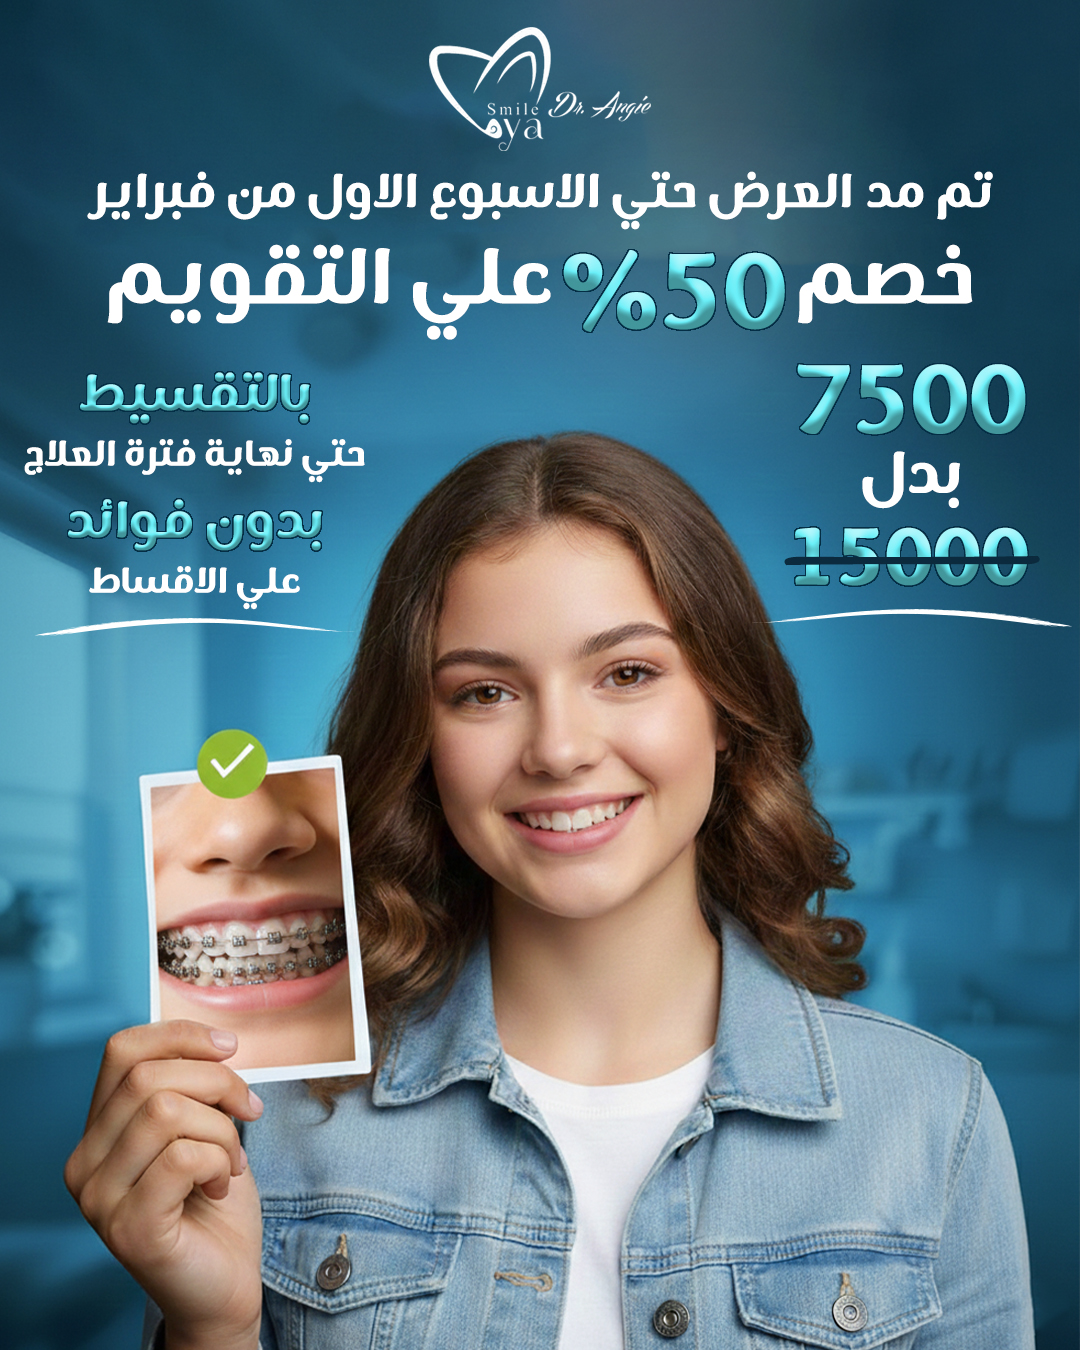 Smile
ya
Dr. Angie
تم مد العرض حتي الاسبوع الاول من فبراير
خصم 50% علي التقويم
7500
بدل
15000
بالتقسيط
حتي نهاية فترة العلاج
بدون فوائد
علي الاقساط